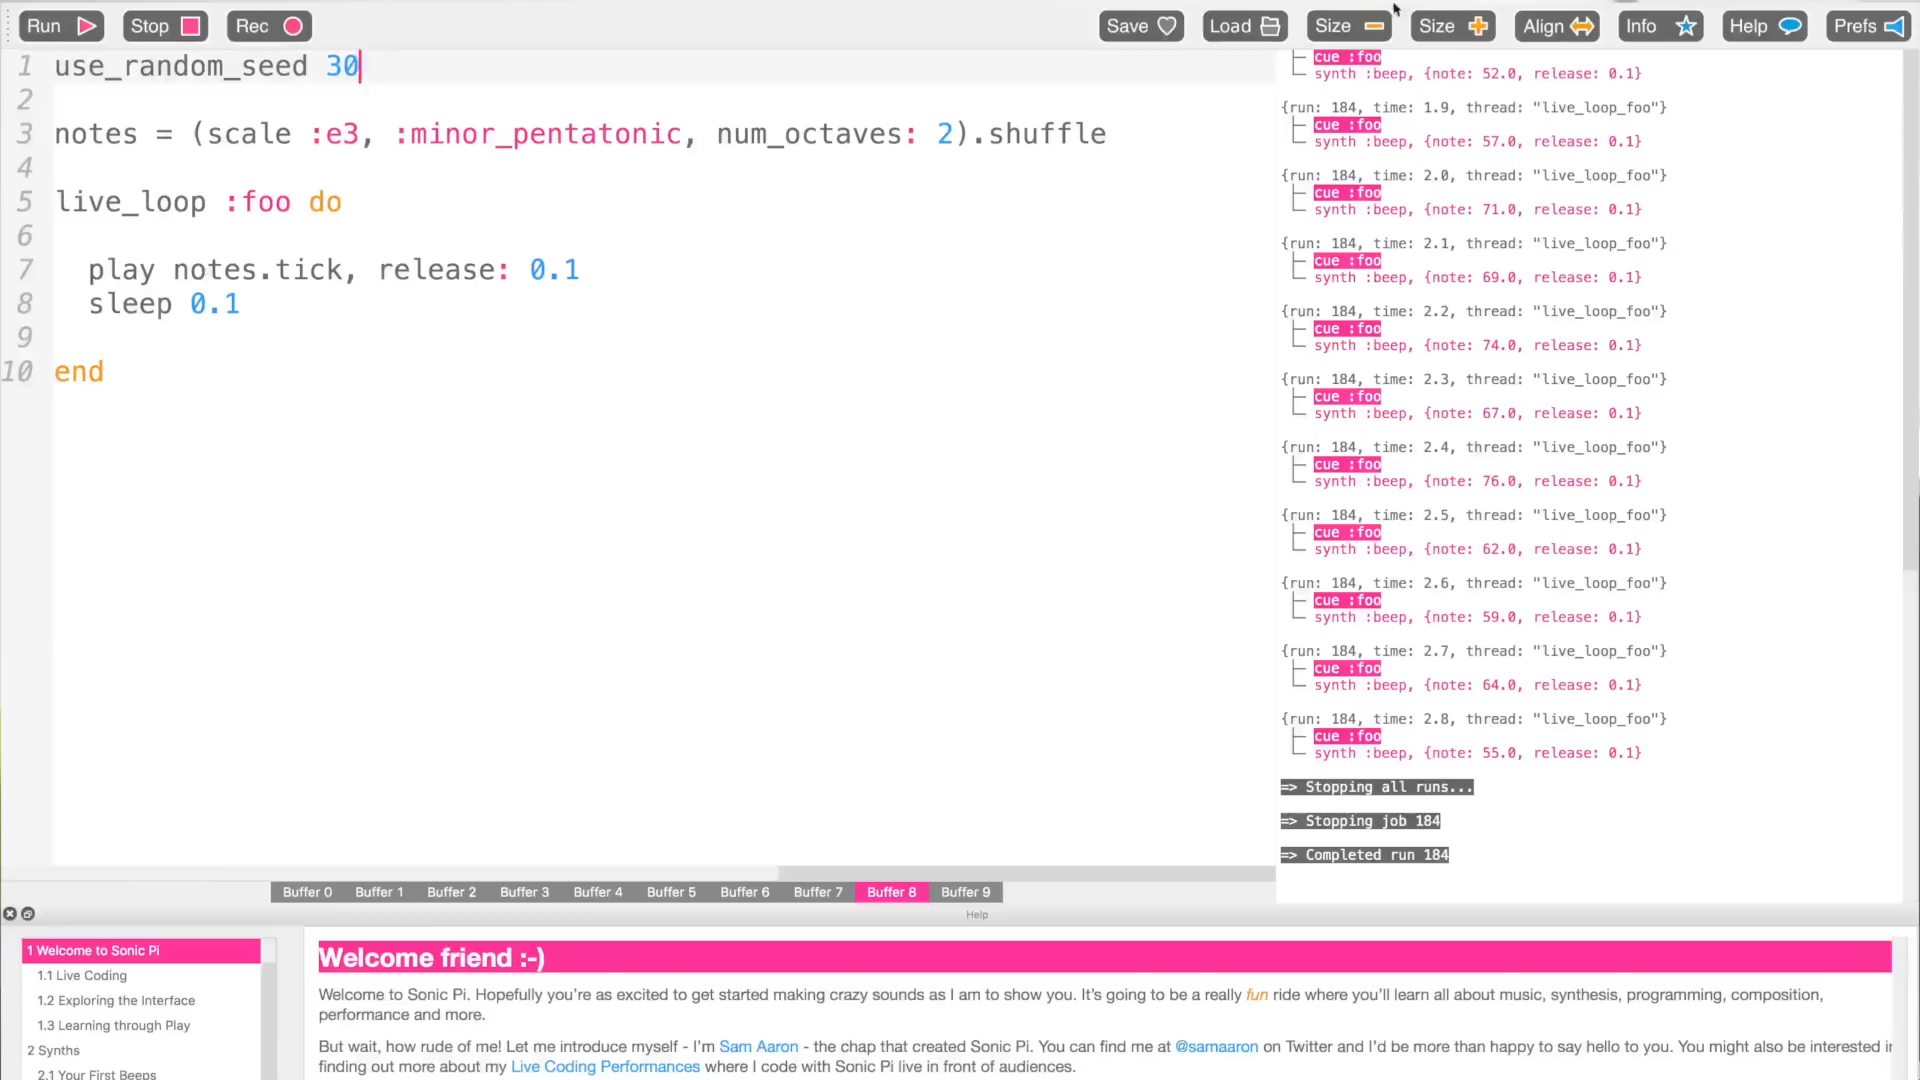 Run Stop Rec Save Load Size Size Align Info Help Prefs
1 use_random_seed 30
2
3 notes = (scale :e3, :minor_pentatonic, num_octaves: 2).shuffle
4
5 live_loop :foo do
6
7 play notes.tick, release: 0.1
8 sleep 0.1
9
10 end
cue :foo
synth :beep, {note: 52.0, release: 0.1}
{run: 184, time: 1.9, thread: "live_loop_foo"}
cue :foo
synth :beep, {note: 57.0, release: 0.1}
{run: 184, time: 2.0, thread: "live_loop_foo"}
cue :foo
synth :beep, {note: 71.0, release: 0.1}
{run: 184, time: 2.1, thread: "live_loop_foo"}
cue :foo
synth :beep, {note: 69.0, release: 0.1}
{run: 184, time: 2.2, thread: "live_loop_foo"}
cue :foo
synth :beep, {note: 74.0, release: 0.1}
{run: 184, time: 2.3, thread: "live_loop_foo"}
cue :foo
synth :beep, {note: 67.0, release: 0.1}
{run: 184, time: 2.4, thread: "live_loop_foo"}
cue :foo
synth :beep, {note: 76.0, release: 0.1}
{run: 184, time: 2.5, thread: "live_loop_foo"}
cue :foo
synth :beep, {note: 62.0, release: 0.1}
{run: 184, time: 2.6, thread: "live_loop_foo"}
cue :foo
synth :beep, {note: 59.0, release: 0.1}
{run: 184, time: 2.7, thread: "live_loop_foo"}
cue :foo
synth :beep, {note: 64.0, release: 0.1}
{run: 184, time: 2.8, thread: "live_loop_foo"}
cue :foo
synth :beep, {note: 55.0, release: 0.1}
=> Stopping all runs...
=> Stopping job 184
=> Completed run 184
Buffer 0 Buffer 1 Buffer 2 Buffer 3 Buffer 4 Buffer 5 Buffer 6 Buffer 7 Buffer 8 Buffer 9
Help
1 Welcome to Sonic Pi
1.1 Live Coding
1.2 Exploring the Interface
1.3 Learning through Play
2 Synths
2.1 Your First Beeps
Welcome friend :-)
Welcome to Sonic Pi. Hopefully you're as excited to get started making crazy sounds as I am to show you. It's going to be a really fun ride where you'll learn all about music, synthesis, programming, composition,
performance and more.
But wait, how rude of me! Let me introduce myself - I'm Sam Aaron - the chap that created Sonic Pi. You can find me at @samaaron on Twitter and I'd be more than happy to say hello to you. You might also be interested in
finding out more about my Live Coding Performances where I code with Sonic Pi live in front of audiences.